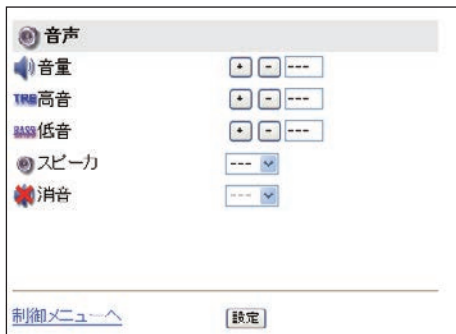 音声
音量 + - ---
TRB高音 + - ---
BASS低音 + - ---
スピーカ ---
消音 ---
制御メニューへ 設定